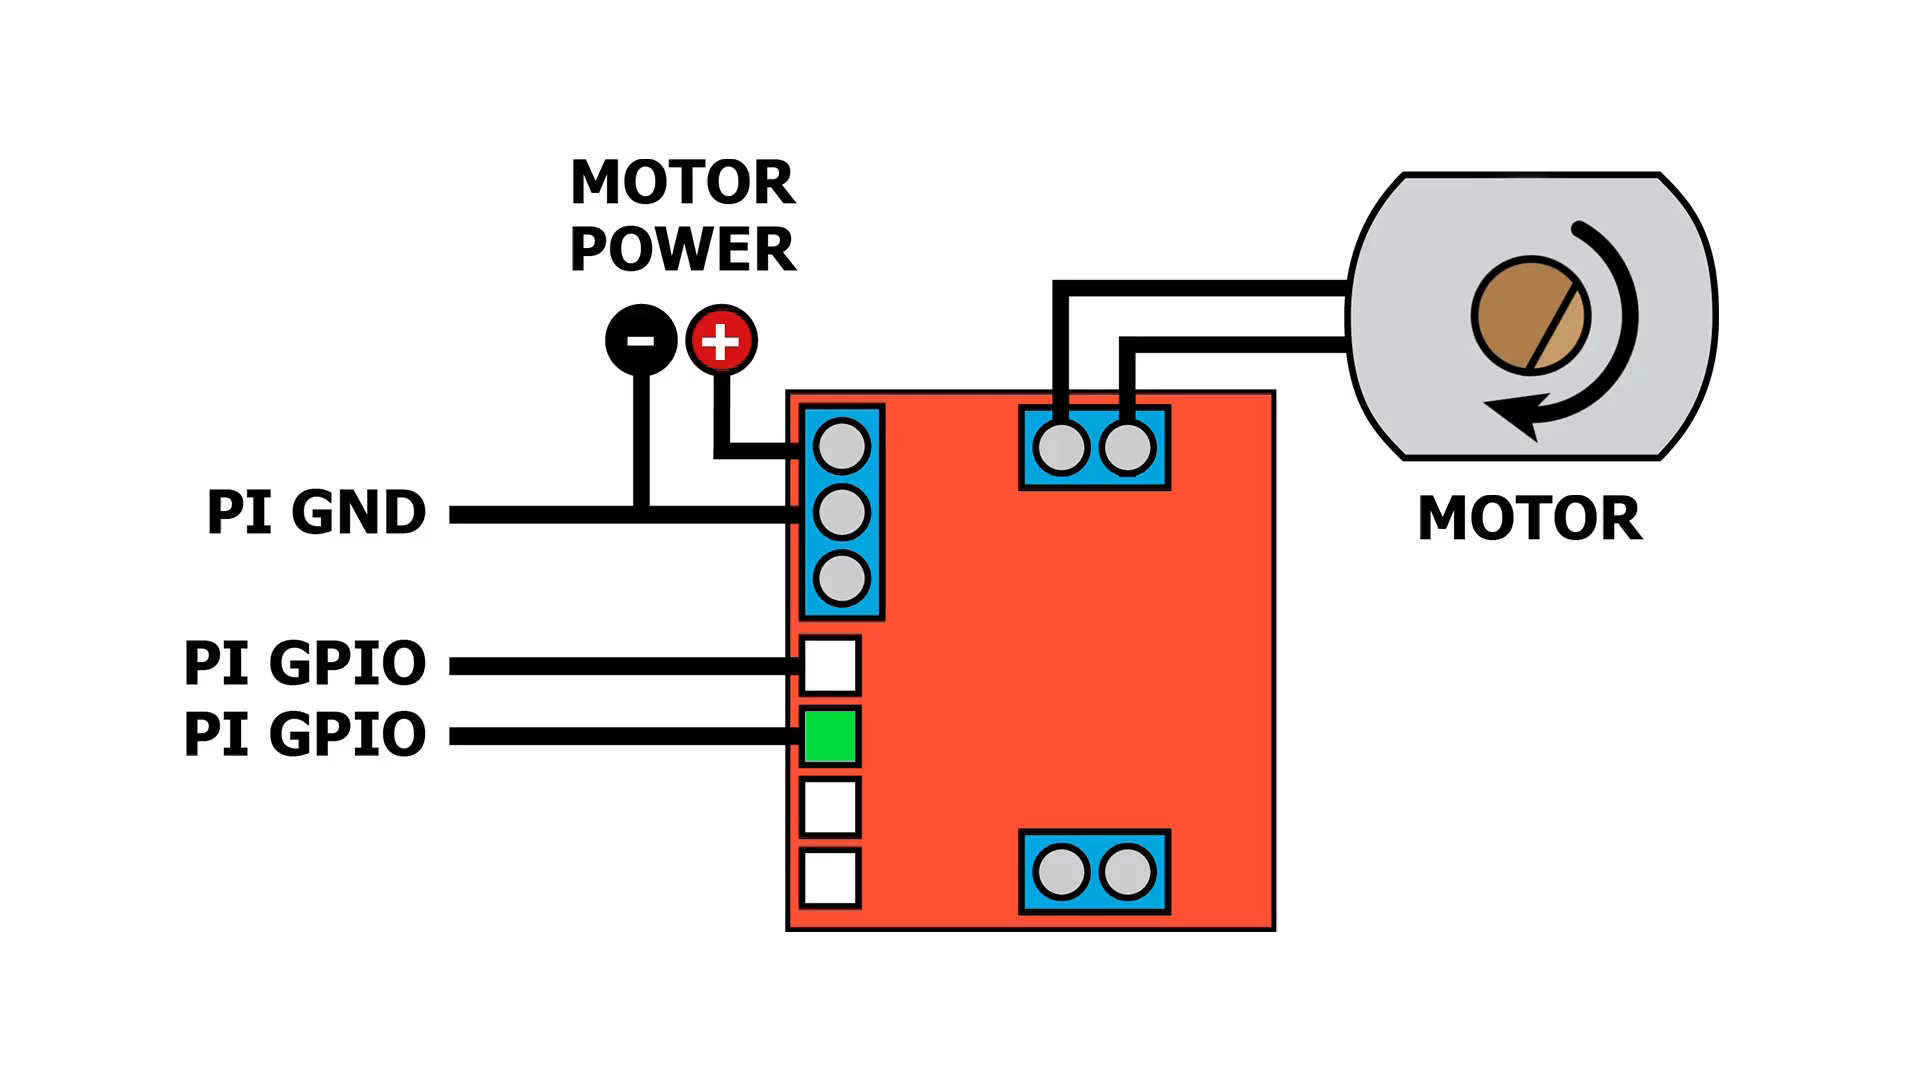 MOTOR
POWER
- +
PI GND
MOTOR
PI GPIO
PI GPIO